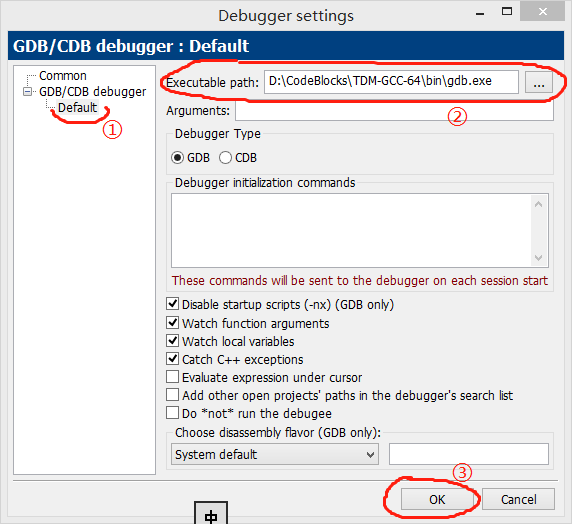 Debugger settings
GDB/CDB debugger : Default
Common
GDB/CDB debugger
Default
①
Executable path: D:\CodeBlocks\TDM-GCC-64\bin\gdb.exe ...
②
Arguments:
Debugger Type
GDB CDB
Debugger initialization commands
These commands will be sent to the debugger on each session start
Disable startup scripts (-nx) (GDB only)
Watch function arguments
Watch local variables
Catch C++ exceptions
Evaluate expression under cursor
Add other open projects' paths in the debugger's search list
Do *not* run the debugee
Choose disassembly flavor (GDB only):
System default
③
OK Cancel
中